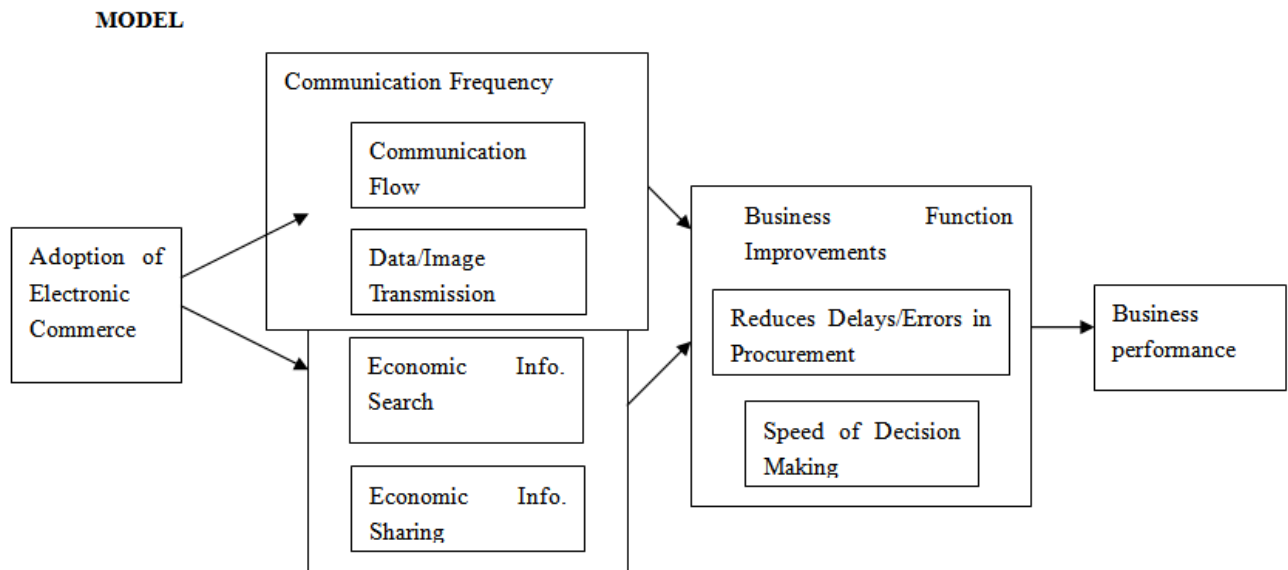 MODEL
Communication Frequency
Communication
Flow
Data/Image
Transmission
Adoption of
Electronic
Commerce
Economic Info.
Search
Economic Info.
Sharing
Business Function
Improvements
Reduces Delays/Errors in
Procurement
Speed of Decision
Making
Business
performance